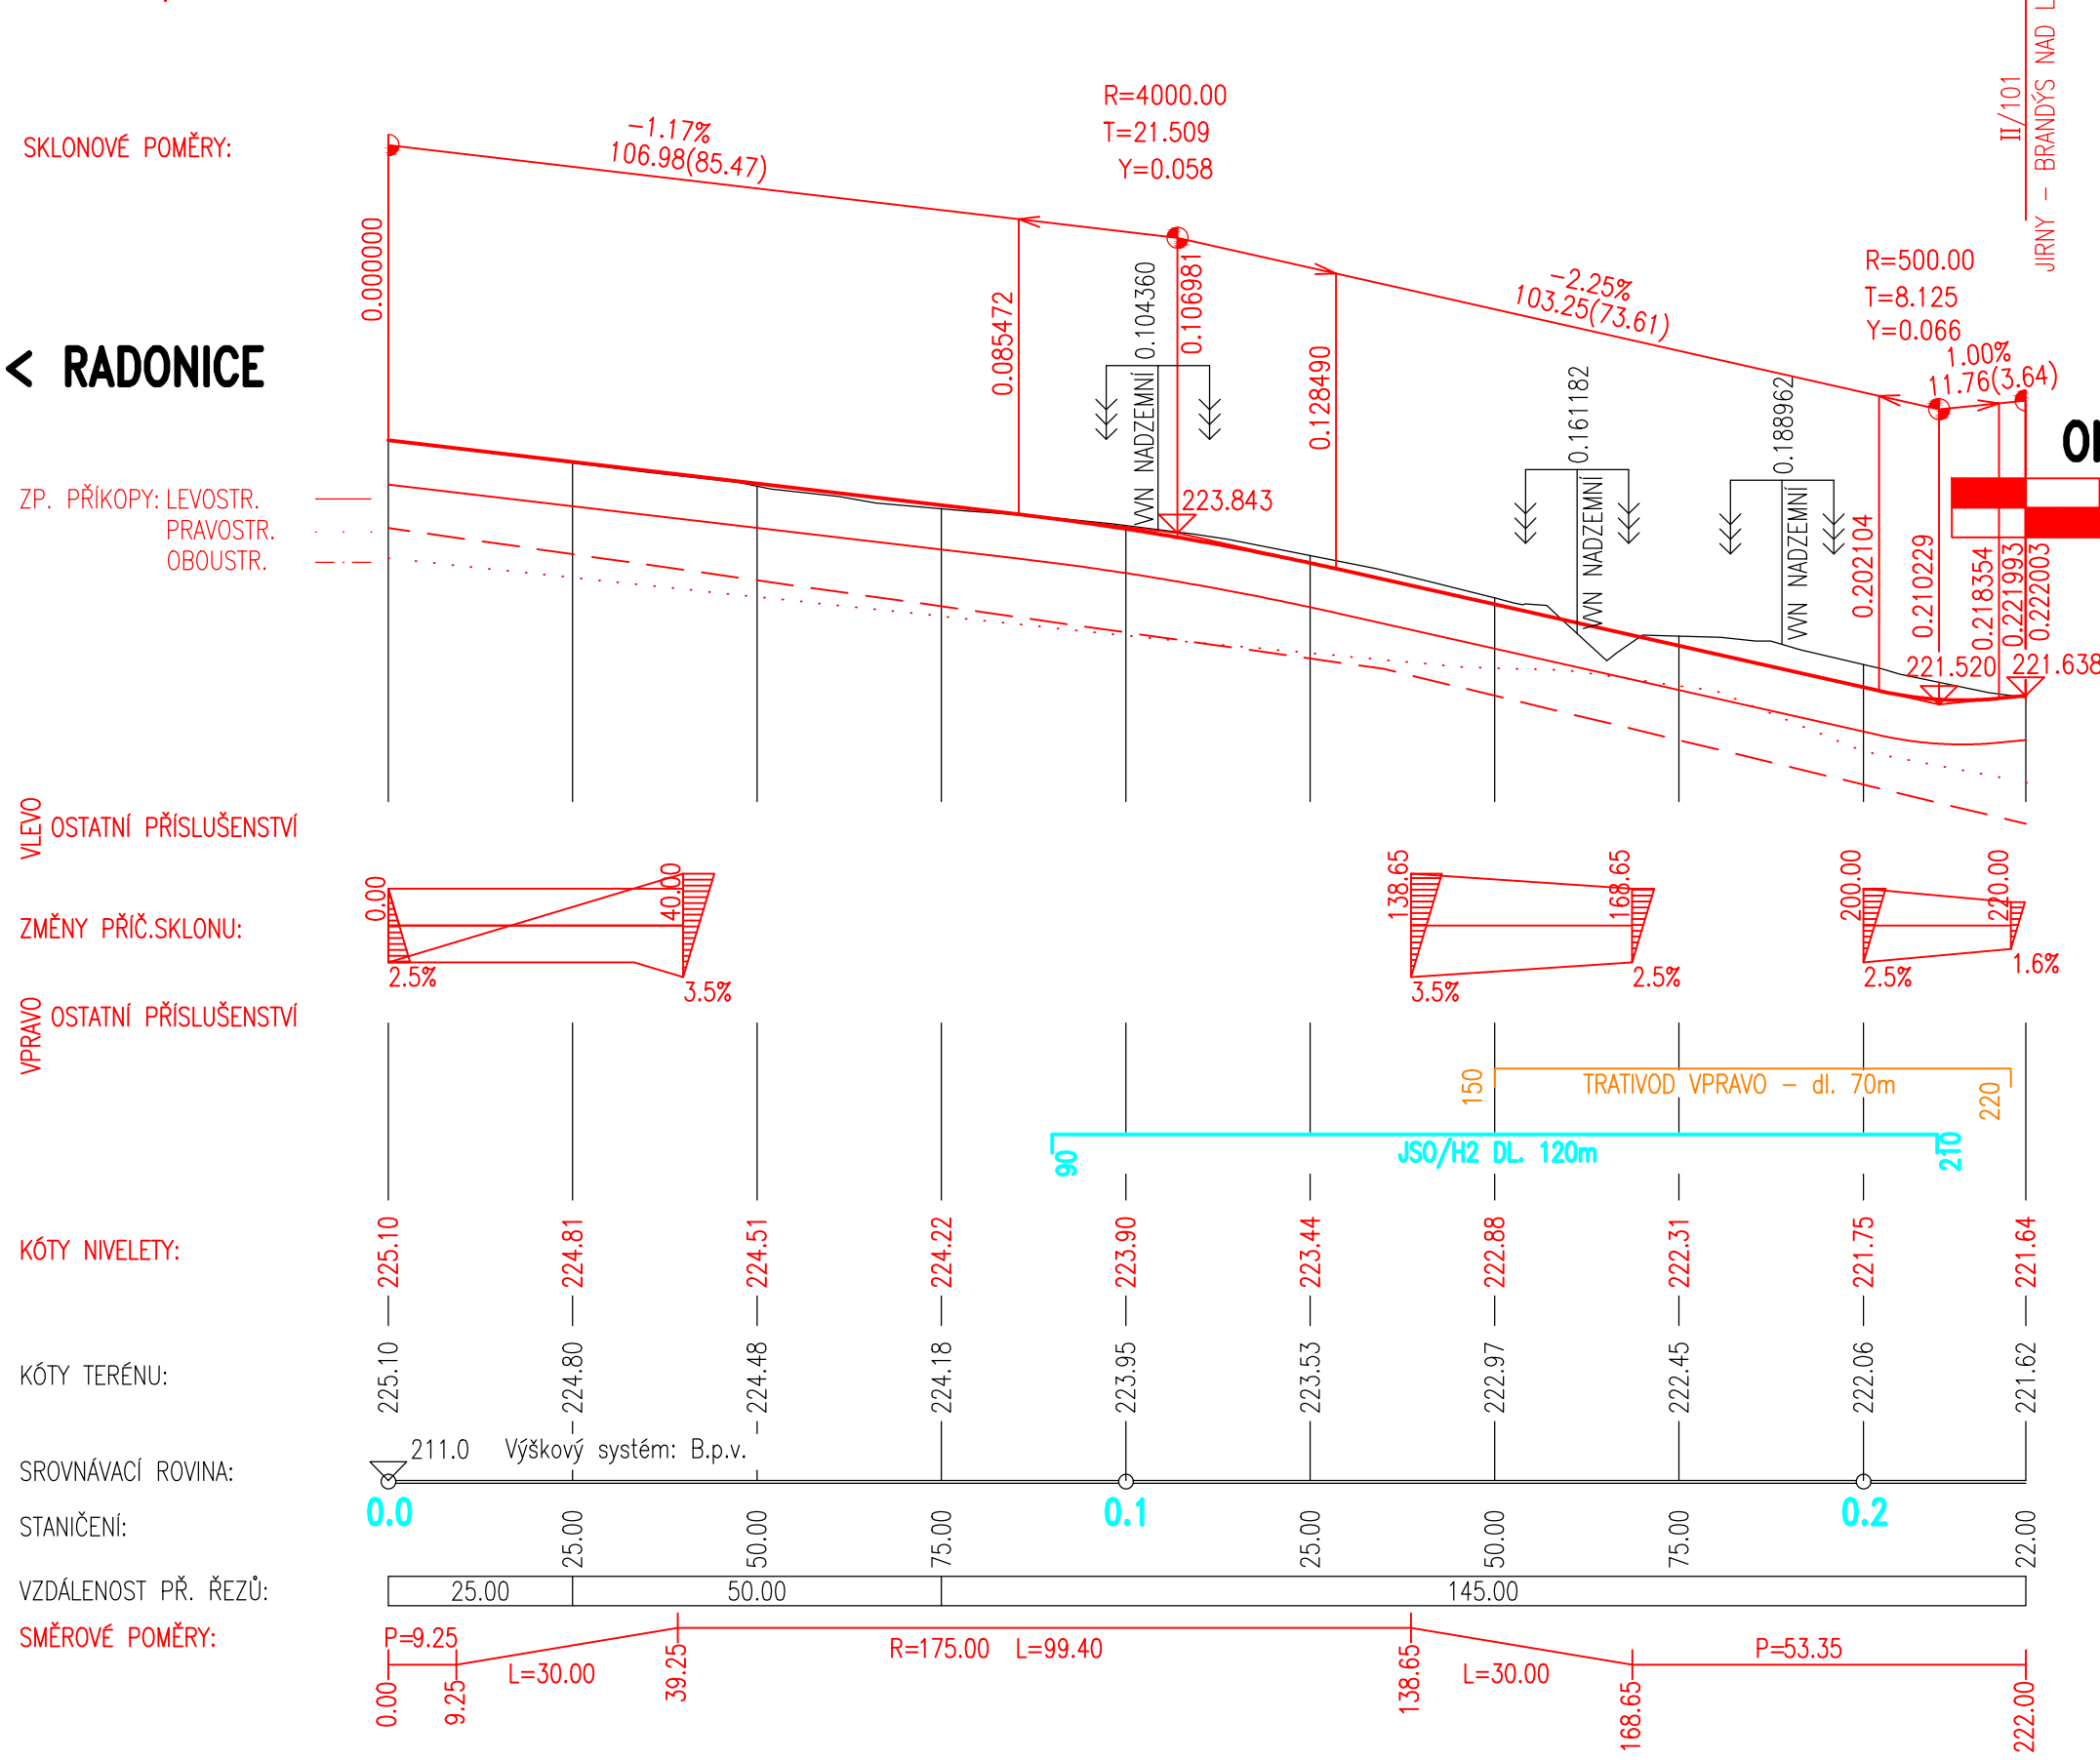 II/101
JIRNY – BRANDÝS NAD L
SKLONOVÉ POMĚRY:
-1.17%
106.98(85.47)
R=4000.00
T=21.509
Y=0.058
-2.25%
103.25(73.61)
R=500.00
T=8.125
Y=0.066
1.00%
11.76(3.64)
0.000000
0.085472
VVN NADZEMNÍ 0.104360
0.106981
0.128490
VVN NADZEMNÍ 0.161182
VVN NADZEMNÍ 0.188962
0.202104
0.210229
0.218354
0.221993
0.222003
< RADONICE
223.843
221.520
221.638
ZP. PŘÍKOPY: LEVOSTR.
PRAVOSTR.
OBOUSTR.
VLEVO
OSTATNÍ PŘÍSLUŠENSTVÍ
ZMĚNY PŘÍČ.SKLONU:
0.00
40.00
138.65
168.65
200.00
220.00
2.5%
3.5%
3.5%
2.5%
2.5%
1.6%
VPRAVO
OSTATNÍ PŘÍSLUŠENSTVÍ
150
TRATIVOD VPRAVO – dl. 70m
220
90
JSO/H2 DL. 120m
210
KÓTY NIVELETY:
225.10
224.81
224.51
224.22
223.90
223.44
222.88
222.31
221.75
221.64
KÓTY TERÉNU:
225.10
224.80
224.48
224.18
223.95
223.53
222.97
222.45
222.06
221.62
SROVNÁVACÍ ROVINA:
211.0 Výškový systém: B.p.v.
STANIČENÍ:
0.0
25.00
50.00
75.00
0.1
25.00
50.00
75.00
0.2
22.00
VZDÁLENOST PŘ. ŘEZŮ:
25.00
50.00
145.00
SMĚROVÉ POMĚRY:
P=9.25
L=30.00
R=175.00 L=99.40
L=30.00
P=53.35
0.00
9.25
39.25
138.65
168.65
222.00